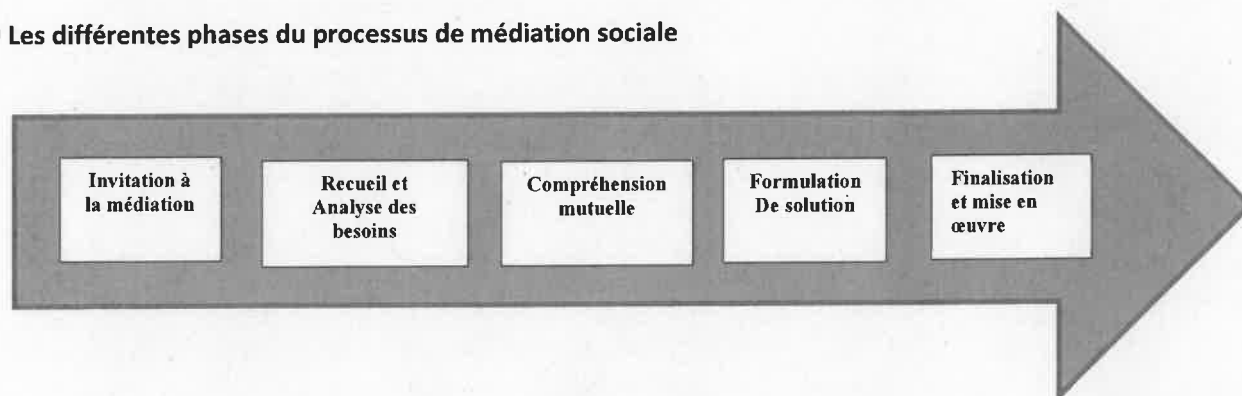 Les différentes phases du processus de médiation sociale
Invitation à
la médiation
Recueil et
Analyse des
besoins
Compréhension
mutuelle
Formulation
De solution
Finalisation
et mise en
œuvre